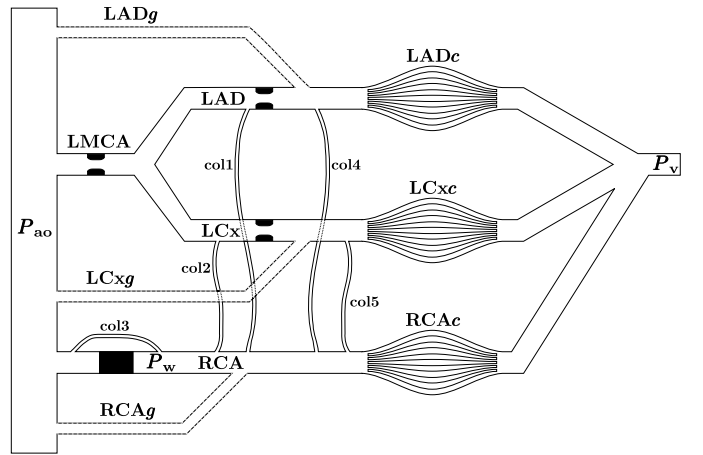 LADg
LADc
LAD
LMCA
col1
col4
Pv
LCxc
Pao
LCx
col2
LCxg
col5
col3
RCAc
Pw
RCA
RCAg